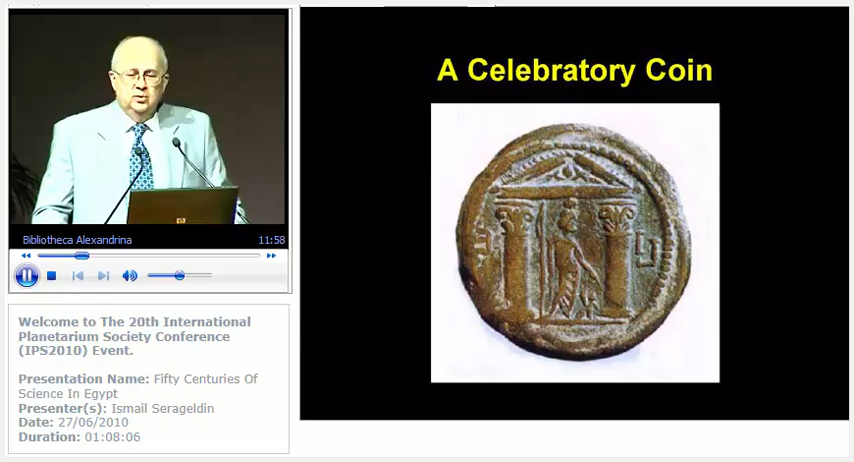 A Celebratory Coin
Bibliotheca Alexandrina
11:58
Welcome to The 20th International
Planetarium Society Conference
(IPS2010) Event.
Presentation Name: Fifty Centuries Of
Science In Egypt
Presenter(s): Ismail Serageldin
Date: 27/06/2010
Duration: 01:08:06